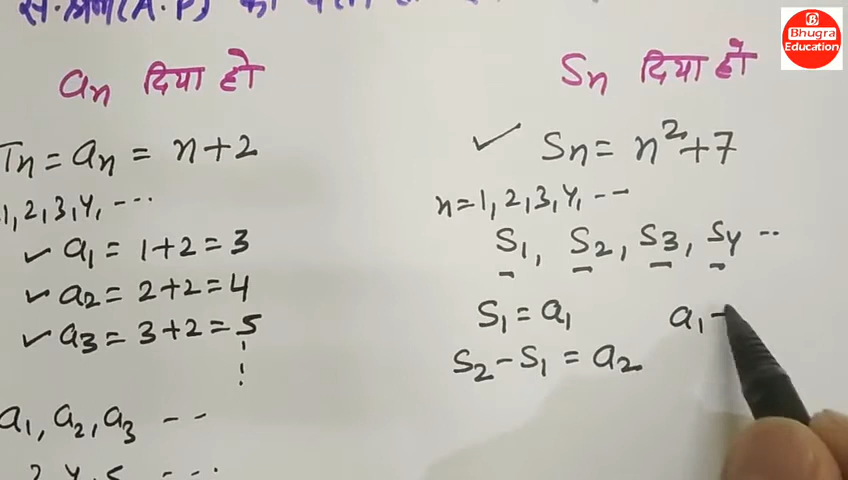 (A.P) का
Bhugra
Education
an दिया हो
Tn = an = n+2
1,2,3,4, ---
✓ a1 = 1+2 = 3
✓ a2 = 2+2 = 4
✓ a3 = 3+2 = 5
a1, a2, a3 --
Sn दिया हो
✓ Sn = n²+7
n=1,2,3,4, ---
S1, S2, S3, S4 --
S1 = a1
a1 -
S2 - S1 = a2